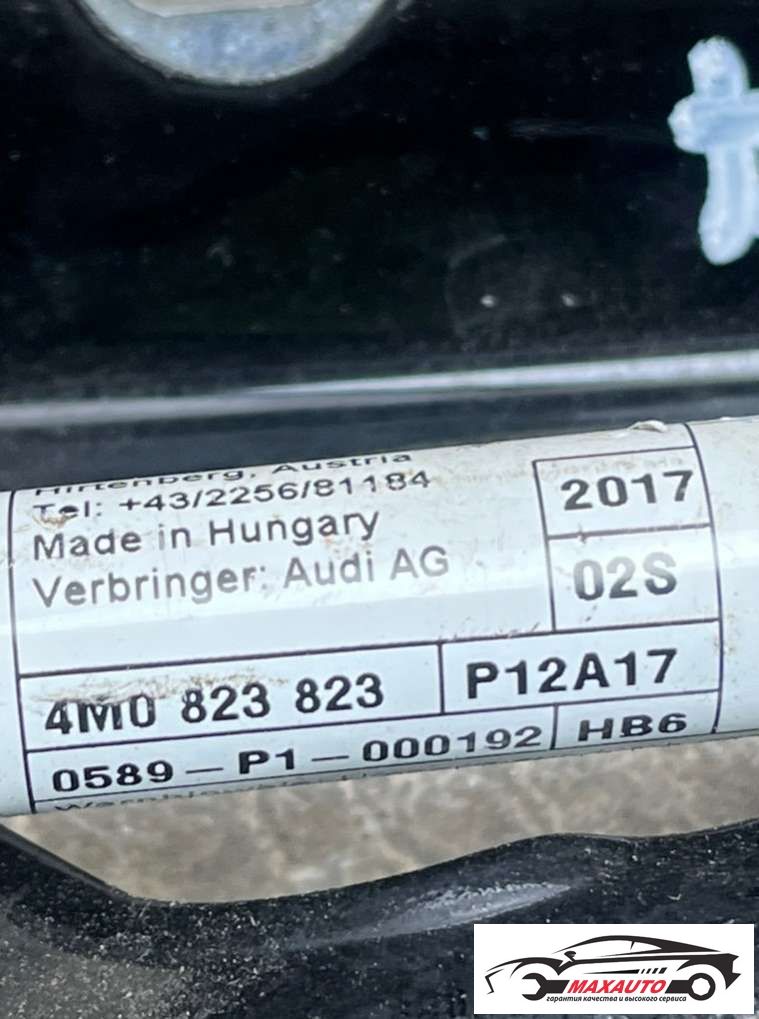 Hirtenberg, Austria
Tel: +43/2256/81184
Made in Hungary
Verbringer: Audi AG
2017
02S
4M0 823 823
P12A17
0589-P1-000192
HB6
MAXAUTO
гарантия качества и высокого сервиса